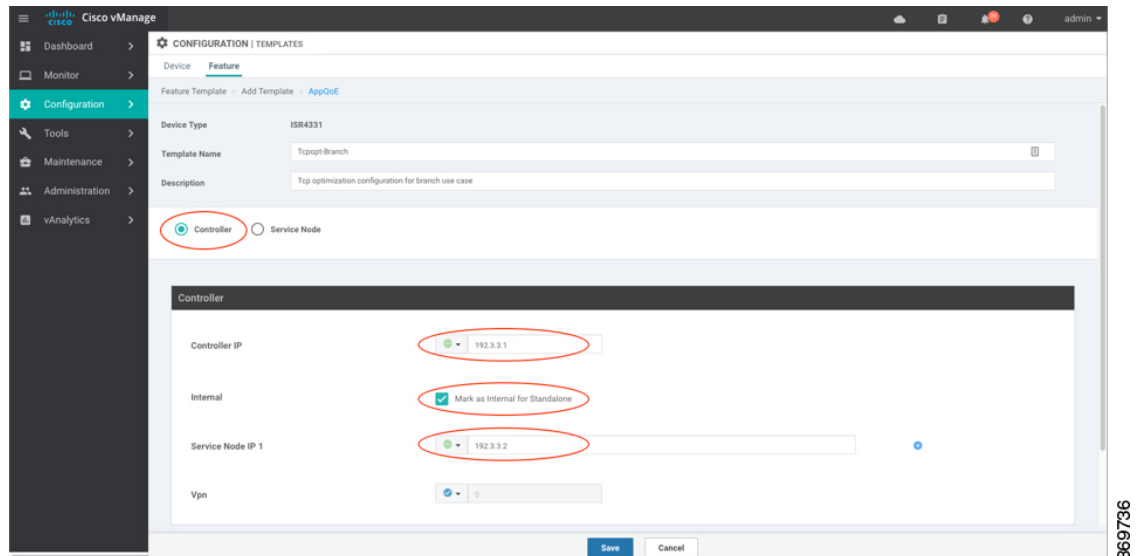 cisco Cisco vManage
admin
Dashboard
Monitor
Configuration
Tools
Maintenance
Administration
vAnalytics
CONFIGURATION | TEMPLATES
Device Feature
Feature Template > Add Template > AppQoE
Device Type ISR4331
Template Name Tcpopt-Branch
Description Tcp optimization configuration for branch use case
Controller Service Node
Controller
Controller IP 192.3.3.1
Internal Mark as Internal for Standalone
Service Node IP 1 192.3.3.2
Vpn 0
Save Cancel
369736